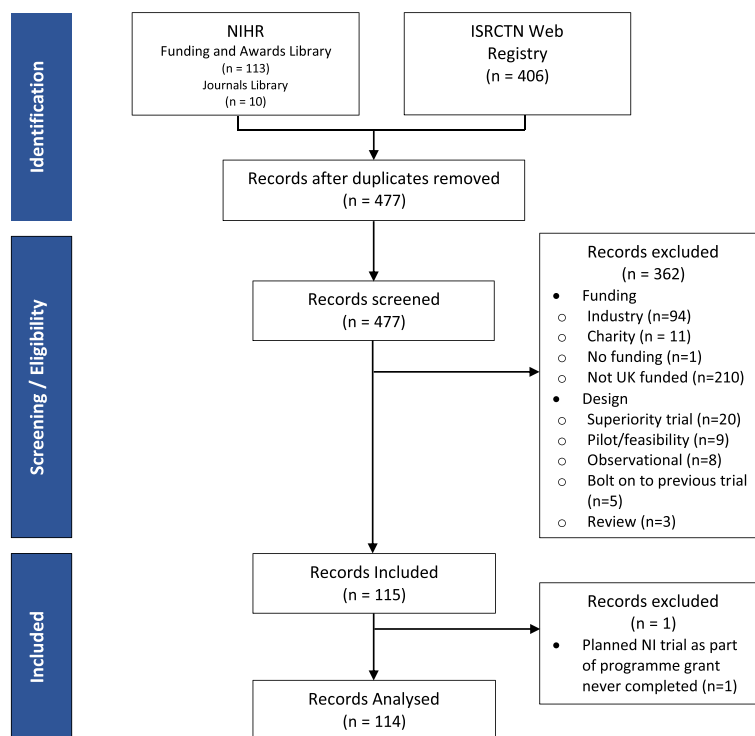 Identification
NIHR
Funding and Awards Library
(n = 113)
Journals Library
(n = 10)
ISRCTN Web
Registry
(n = 406)
Records after duplicates removed
(n = 477)
Screening / Eligibility
Records screened
(n = 477)
Records excluded
(n = 362)
• Funding
o Industry (n=94)
o Charity (n = 11)
o No funding (n=1)
o Not UK funded (n=210)
• Design
o Superiority trial (n=20)
o Pilot/feasibility (n=9)
o Observational (n=8)
o Bolt on to previous trial
(n=5)
o Review (n=3)
Included
Records Included
(n = 115)
Records excluded
(n = 1)
• Planned NI trial as part
of programme grant
never completed (n=1)
Records Analysed
(n = 114)